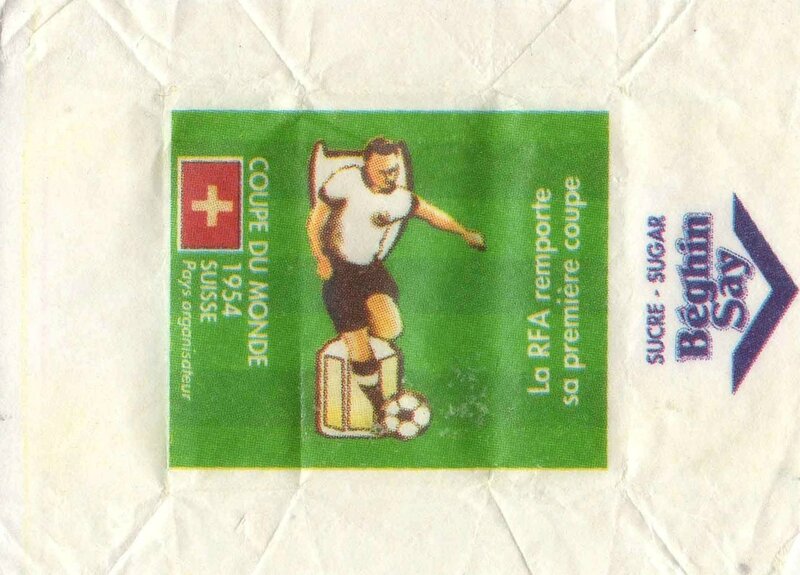 COUPE DU MONDE
1954
SUISSE
Pays organisateur
La RFA remporte
sa première coupe
SUCRE - SUGAR
Béghin
Say